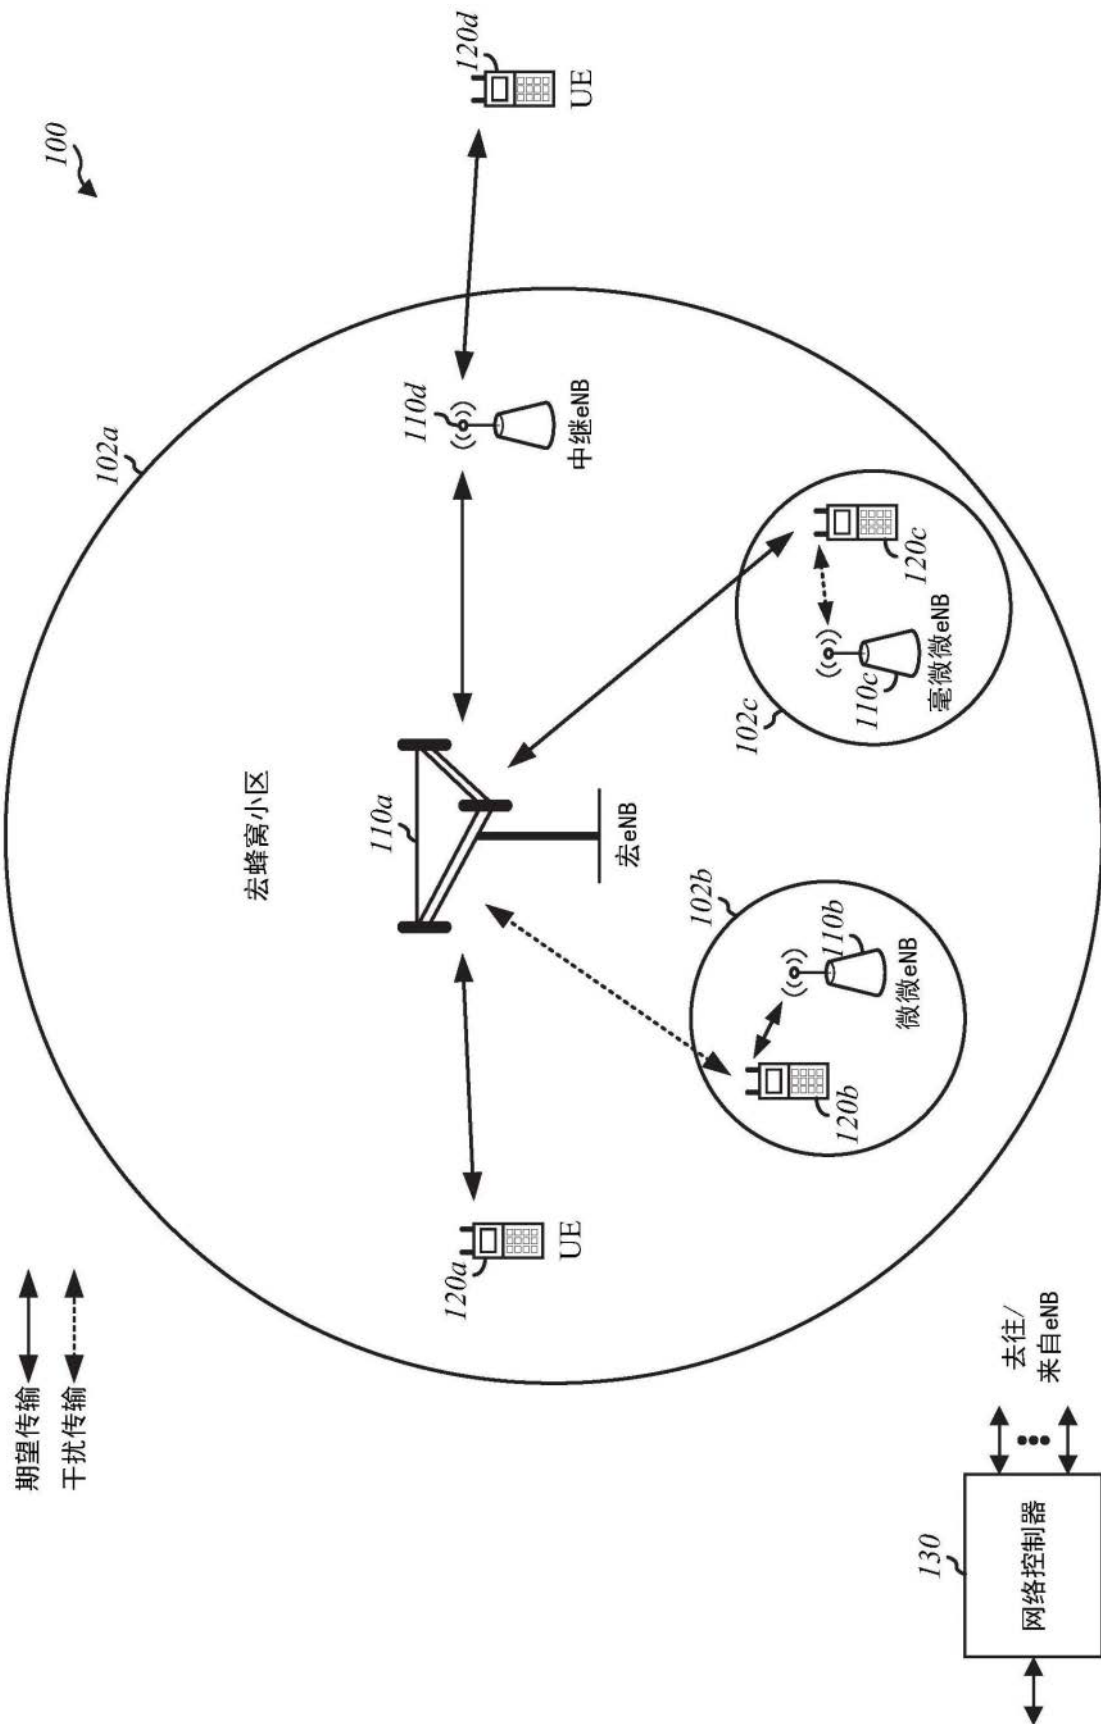 期望传输
干扰传输
100
102a
宏蜂窝小区
110a
宏eNB
120a
UE
110d
中继eNB
120d
UE
102b
110b
微微eNB
120b
102c
110c
毫微微eNB
120c
130
网络控制器
去往/
来自eNB